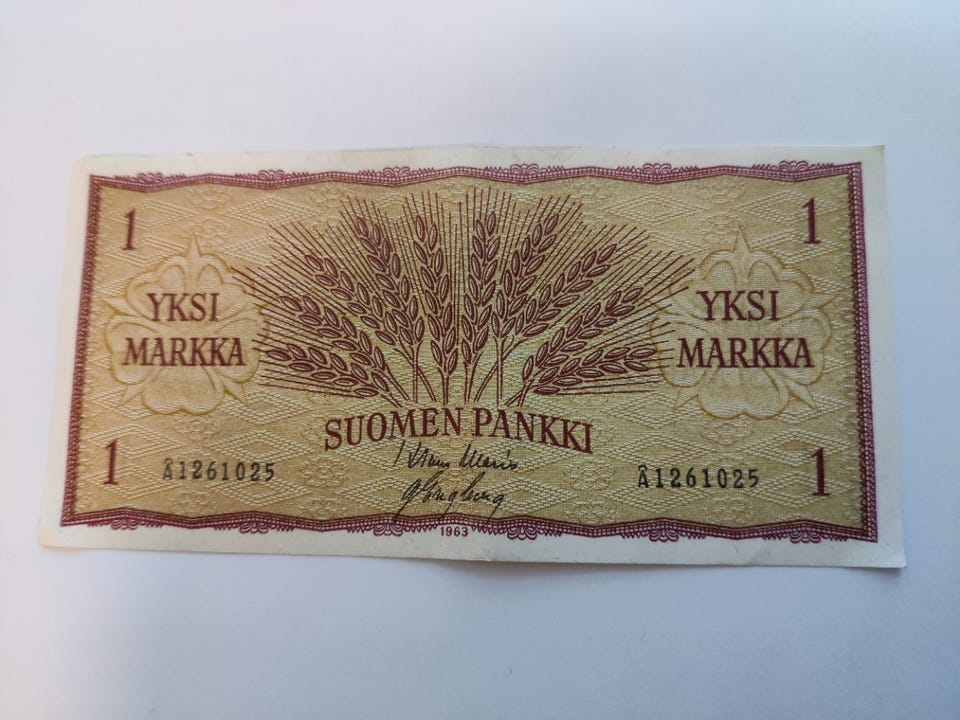 1
1
YKSI
MARKKA
YKSI
MARKKA
SUOMEN PANKKI
1
Â1261025
Â1261025
1
1963